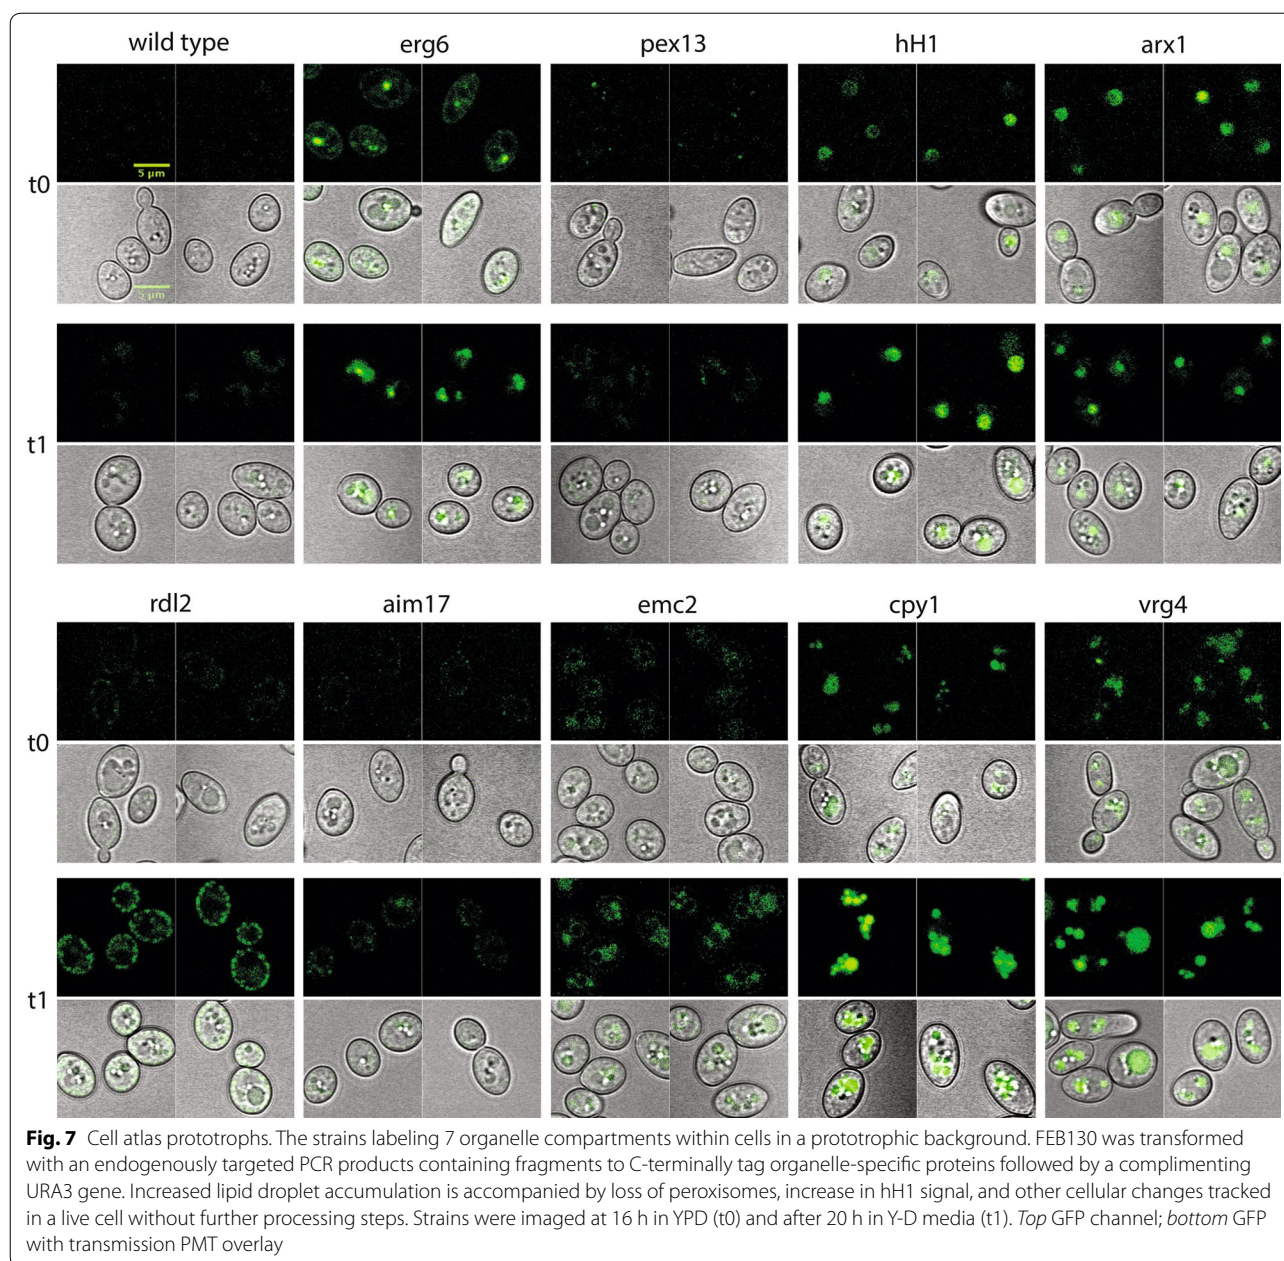 wild type erg6 pex13 hH1 arx1
5 μm
t0
5 μm
t1
rdl2 aim17 emc2 cpy1 vrg4
t0
t1
Fig. 7 Cell atlas prototrophs. The strains labeling 7 organelle compartments within cells in a prototrophic background. FEB130 was transformed
with an endogenously targeted PCR products containing fragments to C-terminally tag organelle-specific proteins followed by a complimenting
URA3 gene. Increased lipid droplet accumulation is accompanied by loss of peroxisomes, increase in hH1 signal, and other cellular changes tracked
in a live cell without further processing steps. Strains were imaged at 16 h in YPD (t0) and after 20 h in Y-D media (t1). Top GFP channel; bottom GFP
with transmission PMT overlay